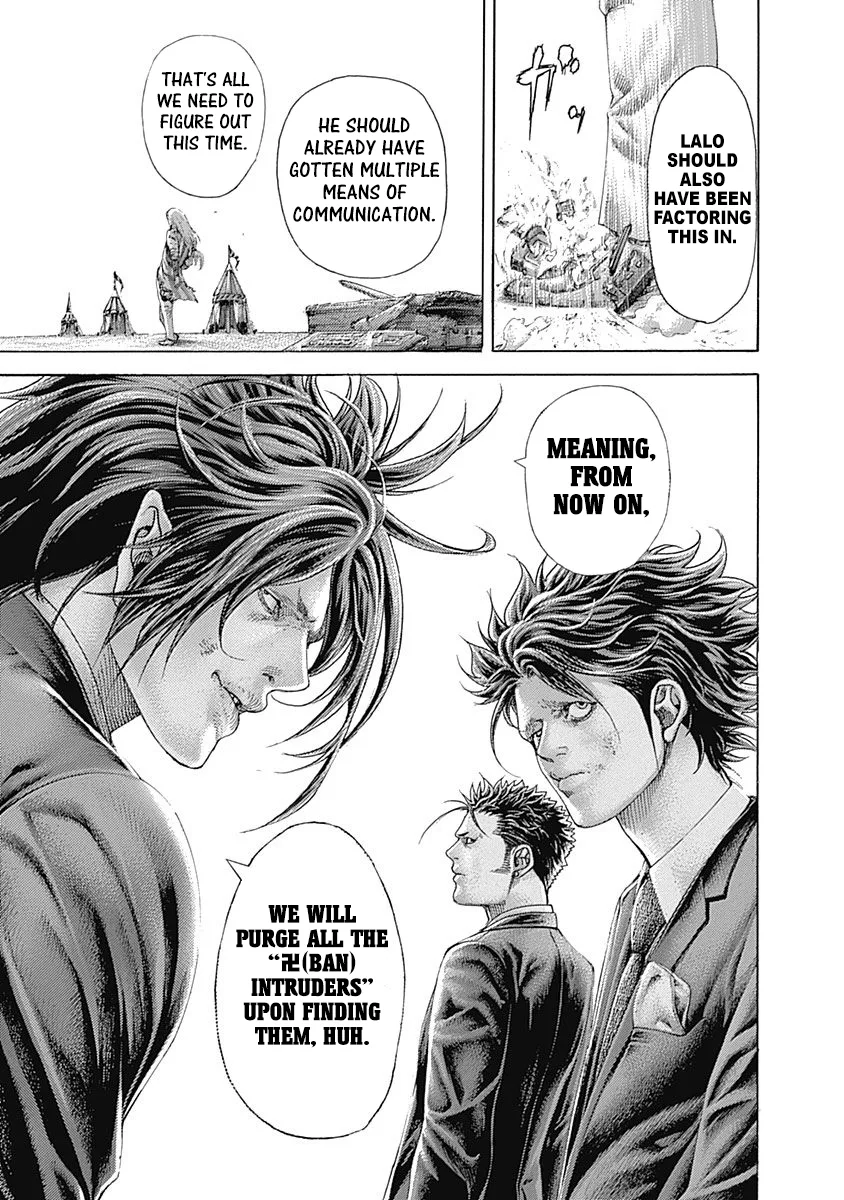 LALO
SHOULD
ALSO
HAVE BEEN
FACTORING
THIS IN.
HE SHOULD
ALREADY HAVE
GOTTEN MULTIPLE
MEANS OF
COMMUNICATION.
THAT'S ALL
WE NEED TO
FIGURE OUT
THIS TIME.
MEANING,
FROM
NOW ON,
WE WILL
PURGE ALL THE
“卍(BAN)
INTRUDERS”
UPON FINDING
THEM, HUH.